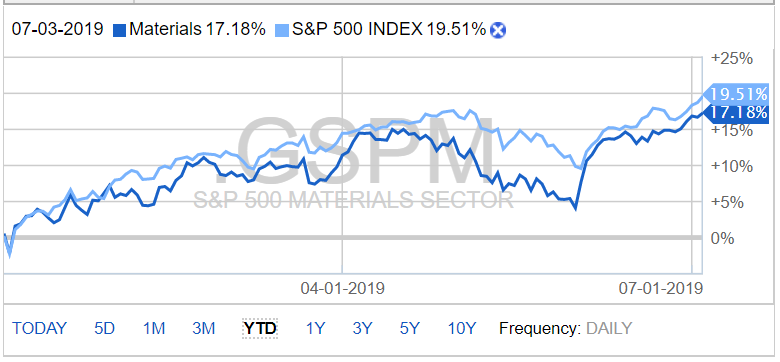 07-03-2019 Materials 17.18% S&P 500 INDEX 19.51%
+25%
19.51%
17.18%
+15%
+10%
+5%
0%
.GSPM
S&P 500 MATERIALS SECTOR
04-01-2019 07-01-2019
TODAY 5D 1M 3M YTD 1Y 3Y 5Y 10Y Frequency: DAILY